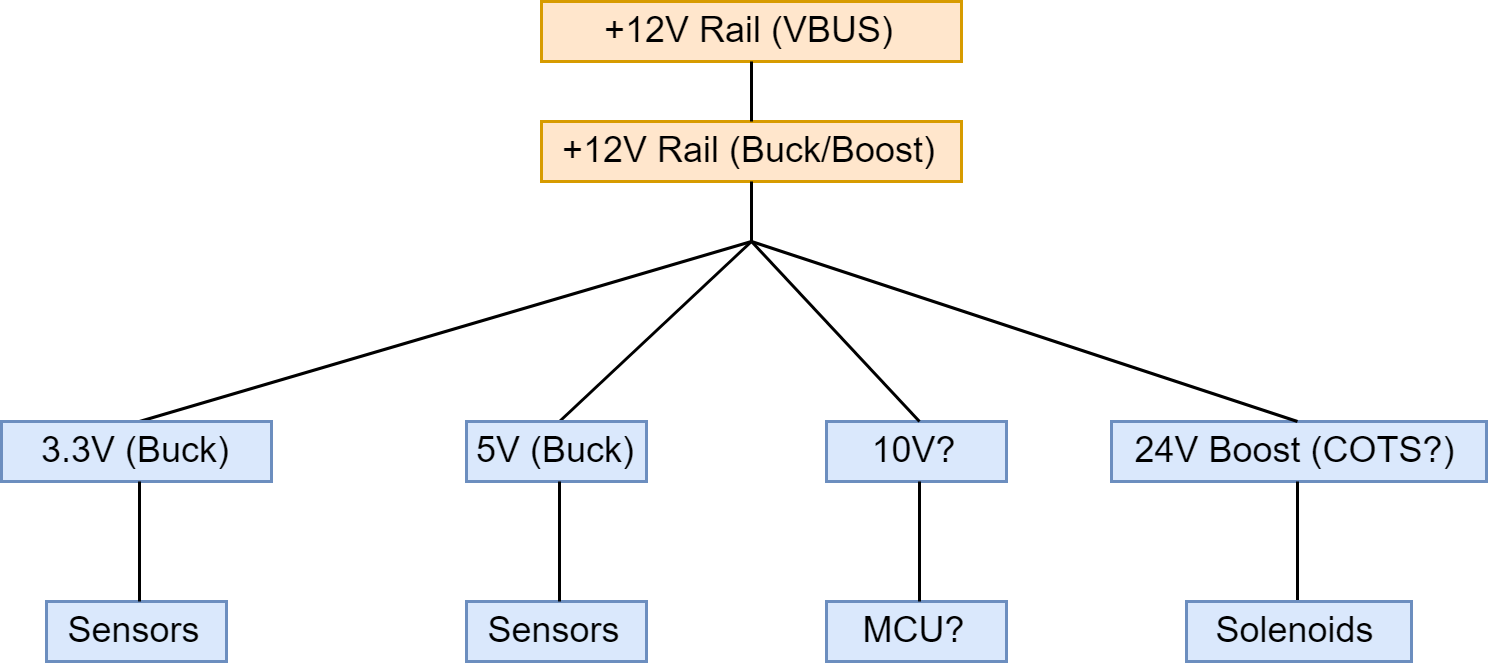 +12V Rail (VBUS)
+12V Rail (Buck/Boost)
3.3V (Buck)
5V (Buck)
10V?
24V Boost (COTS?)
Sensors
Sensors
MCU?
Solenoids